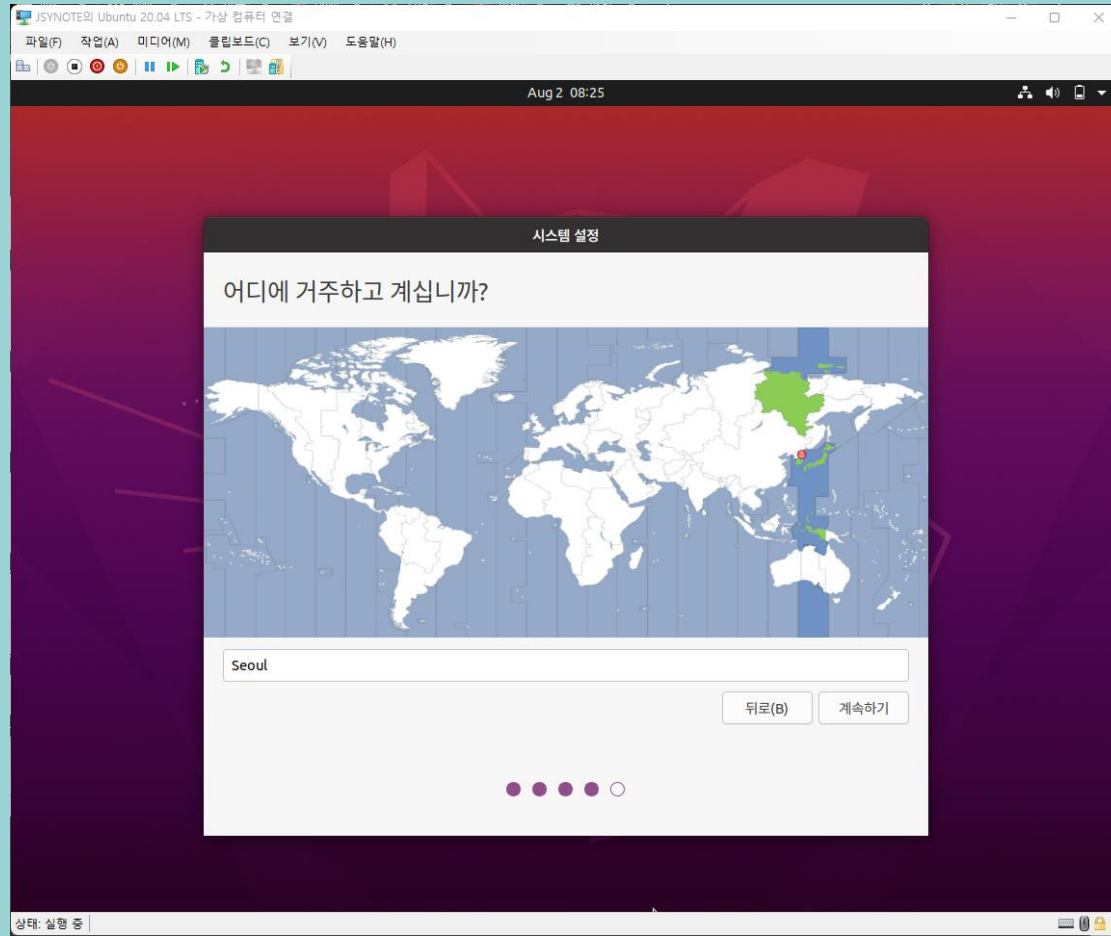 JSYNOTE의 Ubuntu 20.04 LTS - 가상 컴퓨터 연결
파일(F) 작업(A) 미디어(M) 클립보드(C) 보기(V) 도움말(H)
Aug 2 08:25
시스템 설정
어디에 거주하고 계십니까?
Seoul
뒤로(B) 계속하기
상태: 실행 중